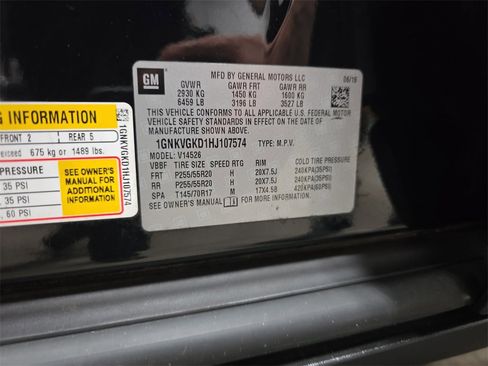 GM
MFD BY GENERAL MOTORS LLC 06/16
GVWR GAWR FRT GAWR RR
2930 KG 1450 KG 1600 KG
6459 LB 3196 LB 3527 LB
THIS VEHICLE CONFORMS TO ALL APPLICABLE U.S. FEDERAL MOTOR
VEHICLE SAFETY STANDARDS IN EFFECT ON THE DATE OF
MANUFACTURE SHOWN ABOVE.
1GNKVGKD1HJ107574 TYPE: M.P.V.
MODEL: V14526
VBBF TIRE SIZE SPEED RTG RIM COLD TIRE PRESSURE
FRT P255/55R20 H 20X7.5J 240KPA(35PSI)
RR P255/55R20 H 20X7.5J 240KPA(35PSI)
SPA T145/70R17 M 17X4.5B 420KPA(60PSI)
SEE OWNER'S MANUAL FOR MORE INFORMATION.
G INFORMATION
FRONT 2 REAR 5
exceed 675 kg or 1489 lbs.
PRESSURE
35 PSI
35 PSI
60 PSI
SEE OWNER'S
MANUAL FOR
ADDITIONAL
INFORMATION
1GNKVGKD1HJ107574